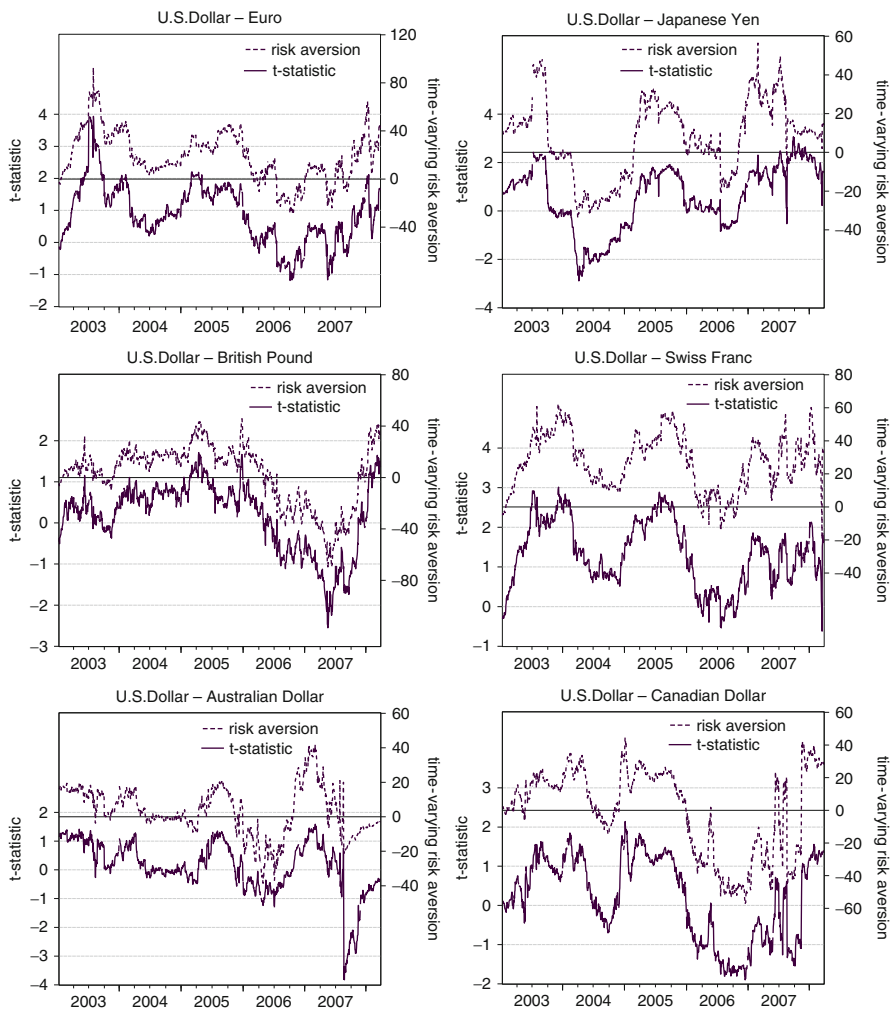 U.S.Dollar – Euro
risk aversion
t-statistic
t-statistic
4
3
2
1
0
−1
−2
120
80
40
0
−40
time-varying risk aversion
2003 2004 2005 2006 2007
U.S.Dollar – Japanese Yen
risk aversion
t-statistic
t-statistic
4
2
0
−2
−4
60
40
20
0
−20
−40
time-varying risk aversion
2003 2004 2005 2006 2007
U.S.Dollar – British Pound
risk aversion
t-statistic
t-statistic
2
1
0
−1
−2
−3
80
40
0
−40
−80
time-varying risk aversion
2003 2004 2005 2006 2007
U.S.Dollar – Swiss Franc
risk aversion
t-statistic
t-statistic
4
3
2
1
0
−1
80
60
40
20
0
−20
−40
time-varying risk aversion
2003 2004 2005 2006 2007
U.S.Dollar – Australian Dollar
risk aversion
t-statistic
t-statistic
2
1
0
−1
−2
−3
−4
60
40
20
0
−20
−40
time-varying risk aversion
2003 2004 2005 2006 2007
U.S.Dollar – Canadian Dollar
risk aversion
t-statistic
t-statistic
3
2
1
0
−1
−2
60
40
20
0
−20
−40
−60
time-varying risk aversion
2003 2004 2005 2006 2007